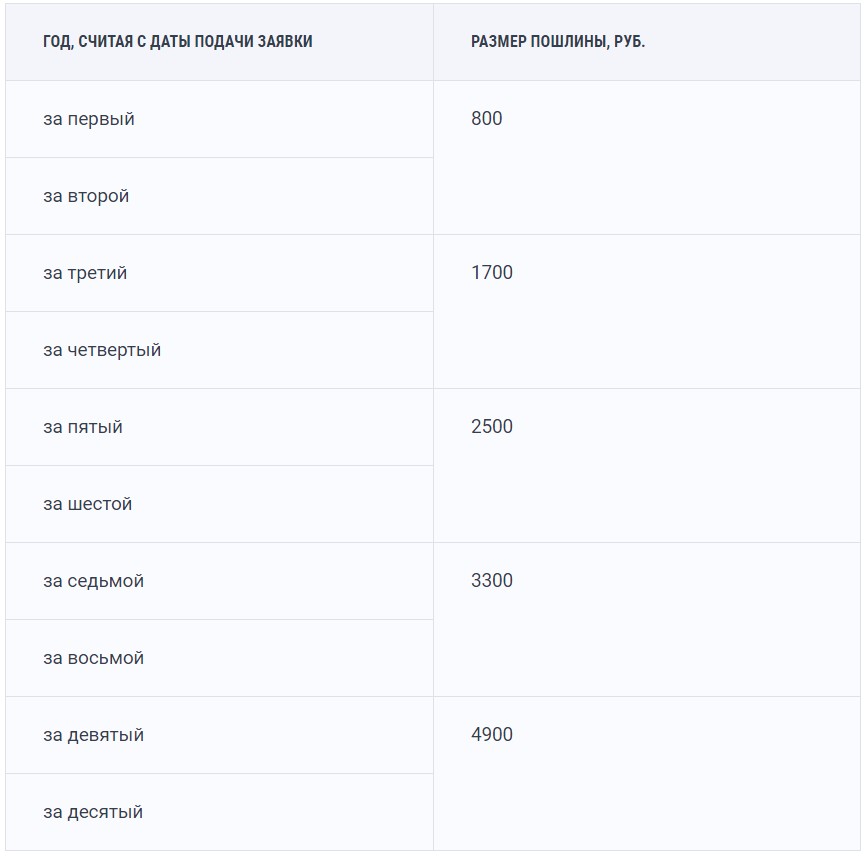 ГОД, СЧИТАЯ С ДАТЫ ПОДАЧИ ЗАЯВКИ РАЗМЕР ПОШЛИНЫ, РУБ.
за первый 800
за второй
за третий 1700
за четвертый
за пятый 2500
за шестой
за седьмой 3300
за восьмой
за девятый 4900
за десятый